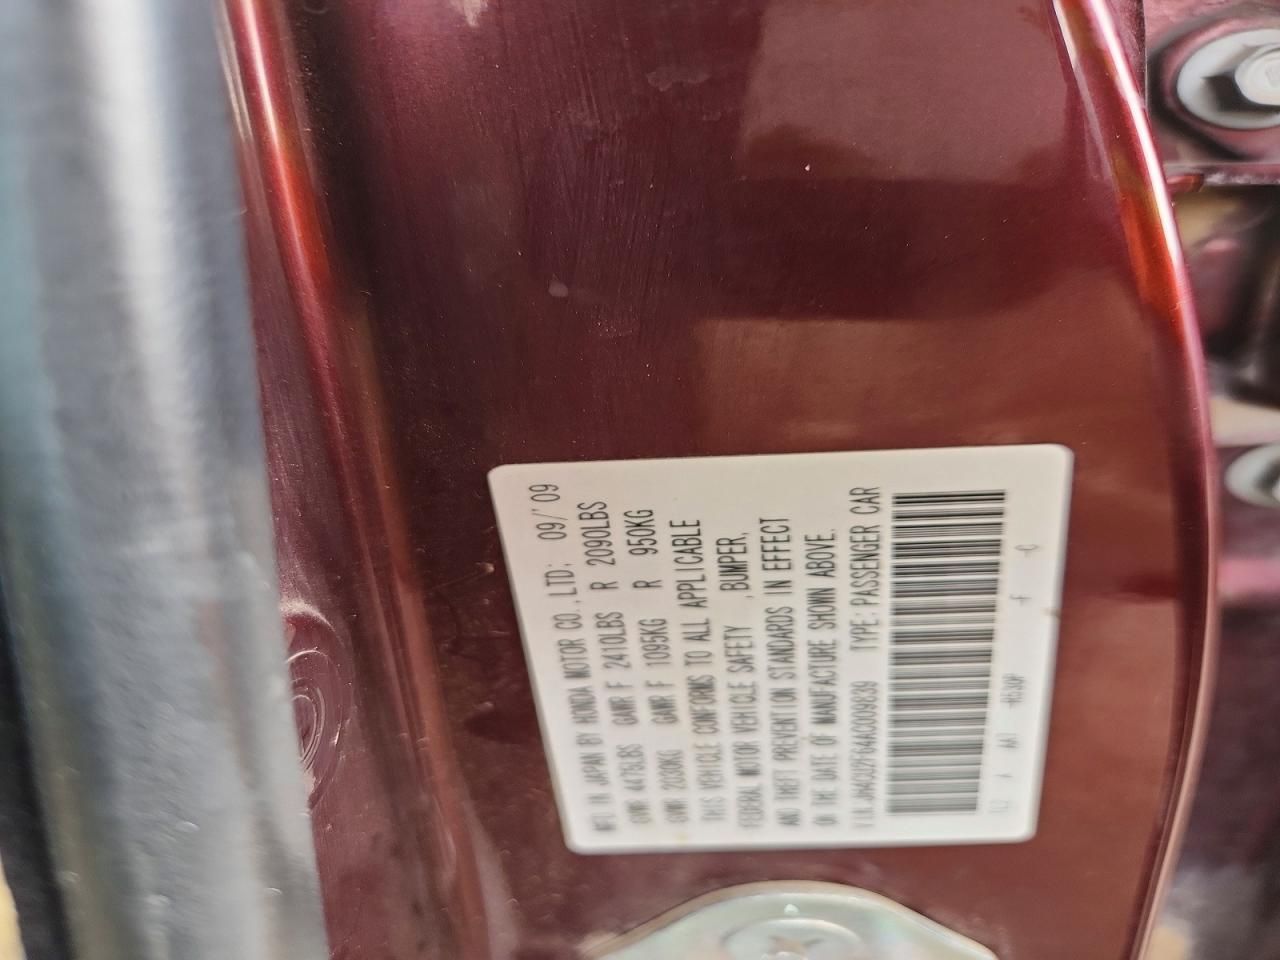 MFD IN JAPAN BY HONDA MOTOR CO., LTD: 09/'09
GVWR 4475LBS GAWR F 2410LBS R 2090LBS
GVWR 2030KG GAWR F 1095KG R 950KG
THIS VEHICLE CONFORMS TO ALL APPLICABLE
FEDERAL MOTOR VEHICLE SAFETY ,BUMPER,
AND THEFT PREVENTION STANDARDS IN EFFECT
ON THE DATE OF MANUFACTURE SHOWN ABOVE.
TYPE: PASSENGER CAR